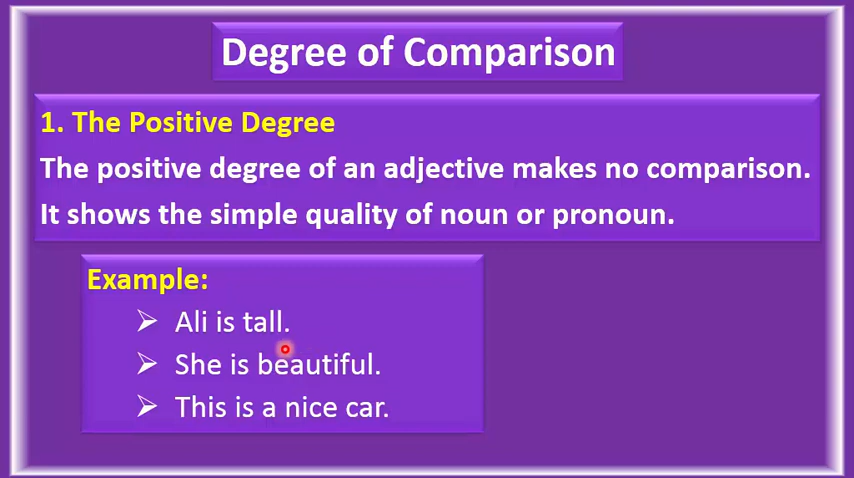 Degree of Comparison
1. The Positive Degree
The positive degree of an adjective makes no comparison.
It shows the simple quality of noun or pronoun.
Example:
➢ Ali is tall.
➢ She is beautiful.
➢ This is a nice car.